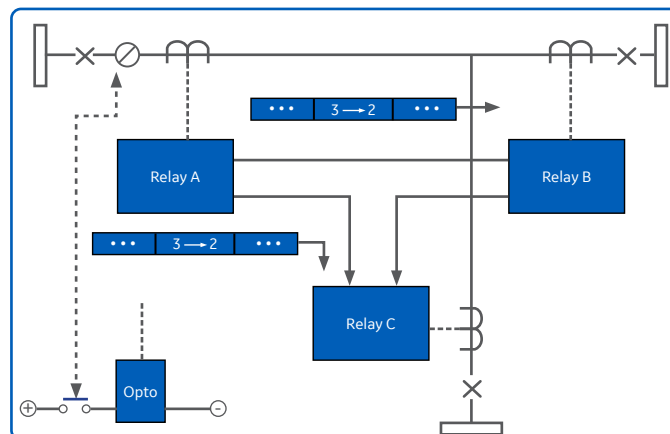 ••• 3 → 2 •••
Relay A
Relay B
••• 3 → 2 •••
Relay C
Opto
+ -